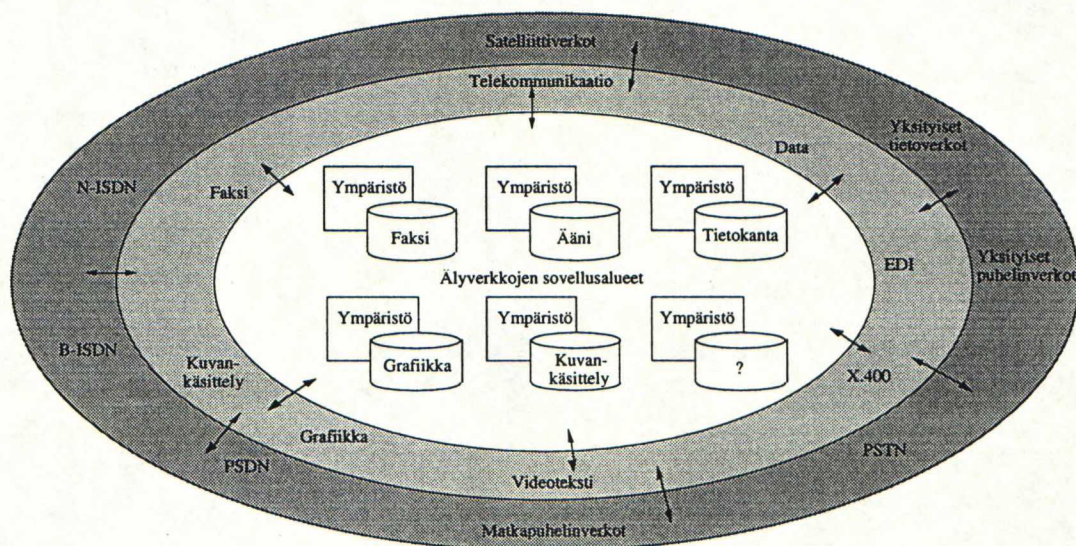 Satelliittiverkot
Telekommunikaatio
Yksityiset
tietoverkot
Data
N-ISDN
Faksi
Ympäristö
Faksi
Ympäristö
Ääni
Ympäristö
Tietokanta
EDI
Yksityiset
puhelinverkot
Älyverkkojen sovellusalueet
Ympäristö
Grafiikka
Ympäristö
Kuvan-
käsittely
Ympäristö
?
B-ISDN
Kuvan-
käsittely
X.400
Grafiikka
PSDN
PSTN
Videoteksti
Matkapuhelinverkot